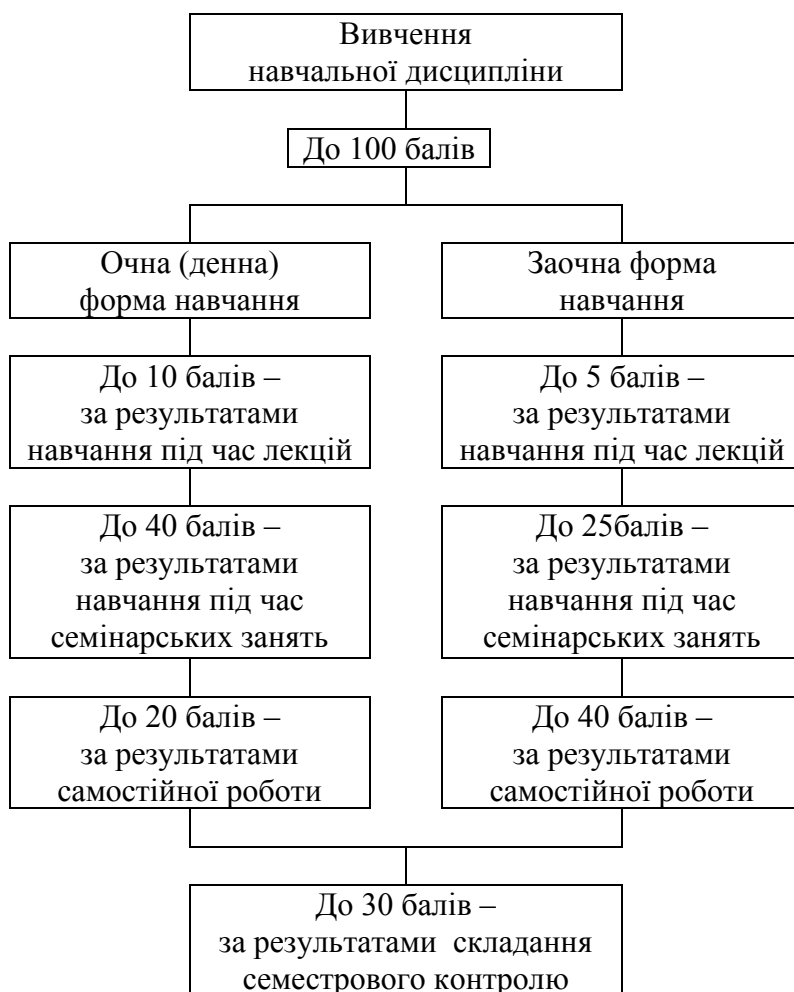 Вивчення
навчальної дисципліни
До 100 балів
Очна (денна)
форма навчання
Заочна форма
навчання
До 10 балів –
за результатами
навчання під час лекцій
До 5 балів –
за результатами
навчання під час лекцій
До 40 балів –
за результатами
навчання під час
семінарських занять
До 25балів –
за результатами
навчання під час
семінарських занять
До 20 балів –
за результатами
самостійної роботи
До 40 балів –
за результатами
самостійної роботи
До 30 балів –
за результатами складання
семестрового контролю